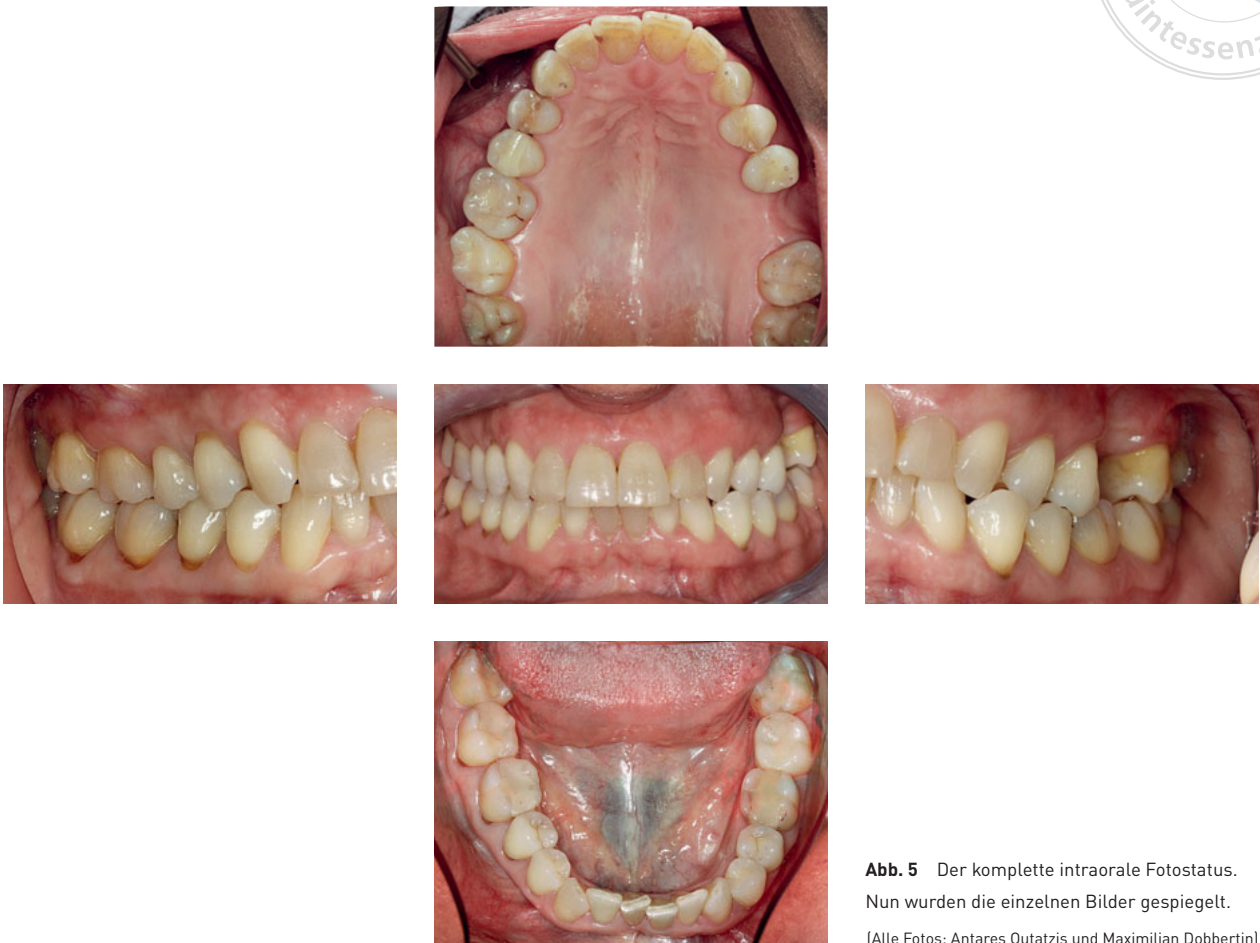 uintessenz
Abb. 5 Der komplette intraorale Fotostatus.
Nun wurden die einzelnen Bilder gespiegelt.
(Alle Fotos: Antares Outatzis und Maximilian Dobbertin)